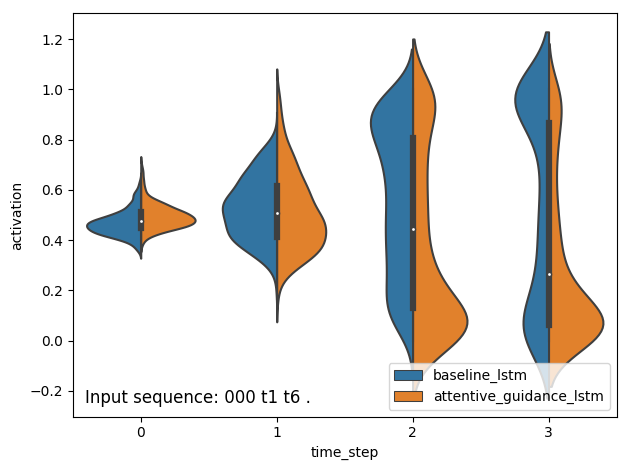 1.2
1.0
0.8
0.6
0.4
0.2
0.0
−0.2
activation
Input sequence: 000 t1 t6 .
baseline_lstm
attentive_guidance_lstm
0 1 2 3
time_step